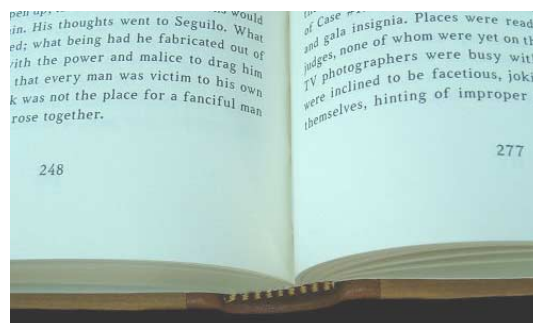 would
in. His thoughts went to Seguilo. What
ed; what being had he fabricated out of
with the power and malice to drag him
that every man was victim to his own
k was not the place for a fanciful man
rose together.
248
of Case
and gala insignia. Places were read
judges, none of whom were yet on th
TV photographers were busy wit
were inclined to be facetious, joki
themselves, hinting of improper
277